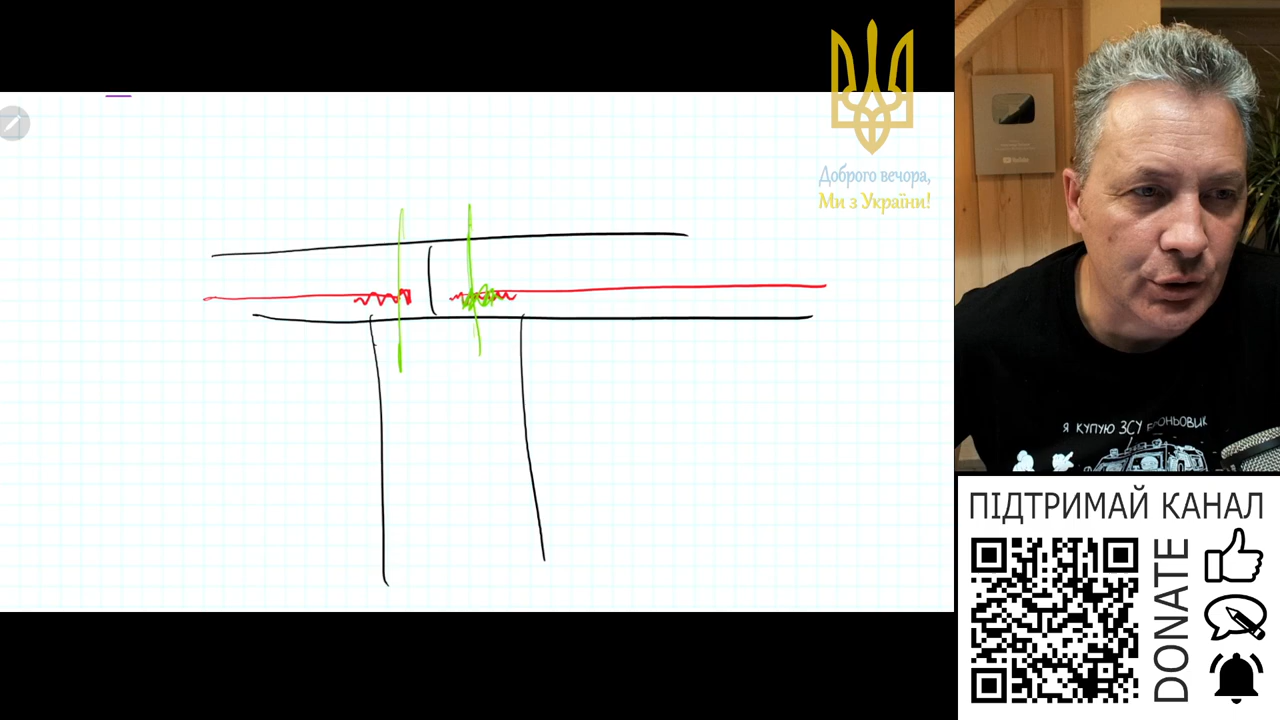 Доброго вечора,
Ми з України!
Я КУПУЮ ЗСУ БРОНЬОВИК
ПІДТРИМАЙ КАНАЛ
DONATE